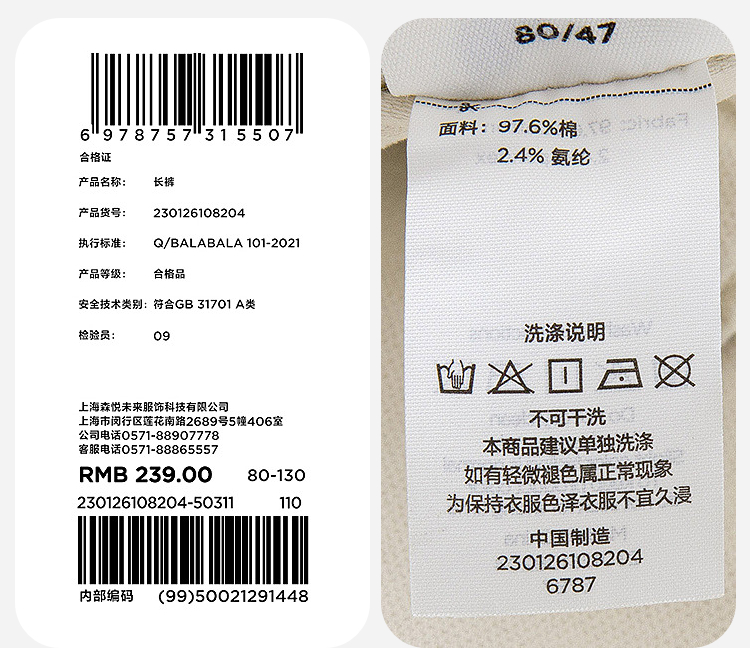 6 978757 315507
合格证
产品名称: 长裤
产品货号: 230126108204
执行标准: Q/BALABALA 101-2021
产品等级: 合格品
安全技术类别: 符合GB 31701 A类
检验员: 09
上海森悦未来服饰科技有限公司
上海市闵行区莲花南路2689号5幢406室
公司电话0571-88907778
客服电话0571-88865557
RMB 239.00 80-130
230126108204-50311 110
内部编码 (99)50021291448
80/47
面料: 97.6%棉
2.4% 氨纶
洗涤说明
不可干洗
本商品建议单独洗涤
如有轻微褪色属正常现象
为保持衣服色泽衣服不宜久浸
中国制造
230126108204
6787